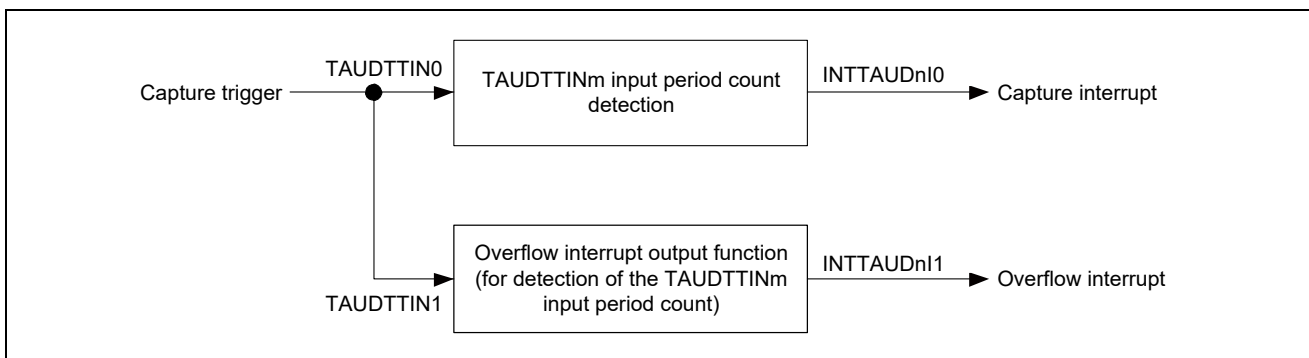 TAUDTTIN0
Capture trigger
TAUDTTINm input period count
detection
INTTAUDnI0
Capture interrupt
TAUDTTIN1
Overflow interrupt output function
(for detection of the TAUDTTINm
input period count)
INTTAUDnI1
Overflow interrupt